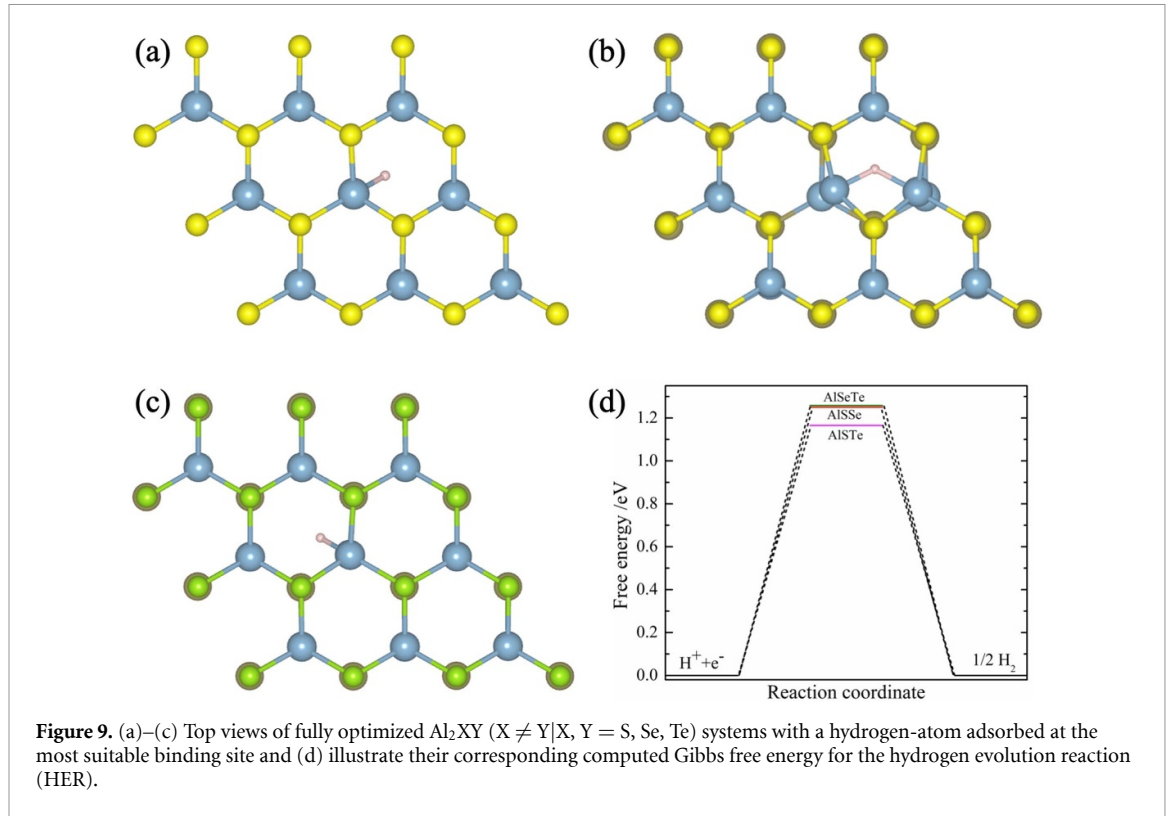 (a)
(b)
(c)
(d)
AlSeTe
AlSSe
AlSTe
1.2
1.0
0.8
0.6
0.4
0.2
0.0
Free energy /eV
H⁺+e⁻
1/2 H₂
Reaction coordinate
Figure 9. (a)–(c) Top views of fully optimized Al₂XY (X ≠ Y|X, Y = S, Se, Te) systems with a hydrogen-atom adsorbed at the
most suitable binding site and (d) illustrate their corresponding computed Gibbs free energy for the hydrogen evolution reaction
(HER).